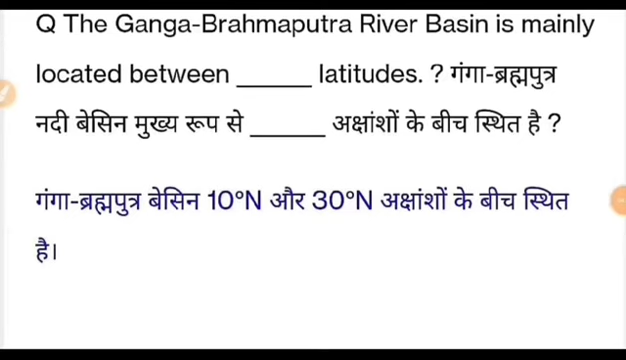 Q The Ganga-Brahmaputra River Basin is mainly
located between ______ latitudes. ? गंगा-ब्रह्मपुत्र
नदी बेसिन मुख्य रूप से ______ अक्षांशों के बीच स्थित है ?
गंगा-ब्रह्मपुत्र बेसिन 10°N और 30°N अक्षांशों के बीच स्थित
है।